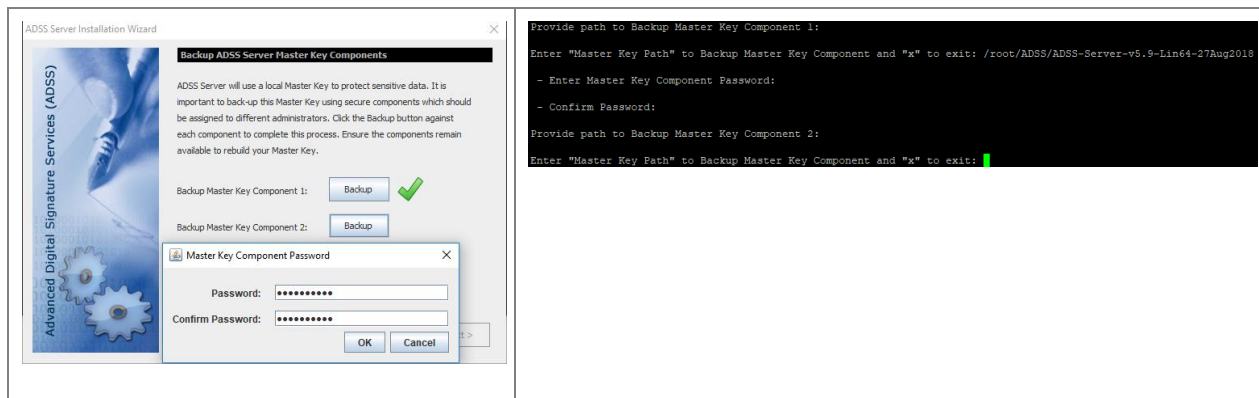 ADSS Server Installation Wizard
Advanced Digital Signature Services (ADSS)
Backup ADSS Server Master Key Components
ADSS Server will use a local Master Key to protect sensitive data. It is
important to back-up this Master Key using secure components which should
be assigned to different administrators. Click the Backup button against
each component to complete this process. Ensure the components remain
available to rebuild your Master Key.
Backup Master Key Component 1: Backup
Backup Master Key Component 2: Backup
Master Key Component Password
Password: ••••••••••
Confirm Password: ••••••••••
OK Cancel
Provide path to Backup Master Key Component 1:
Enter "Master Key Path" to Backup Master Key Component and "x" to exit: /root/ADSS/ADSS-Server-v5.9-Lin64-27Aug2018
- Enter Master Key Component Password:
- Confirm Password:
Provide path to Backup Master Key Component 2:
Enter "Master Key Path" to Backup Master Key Component and "x" to exit: